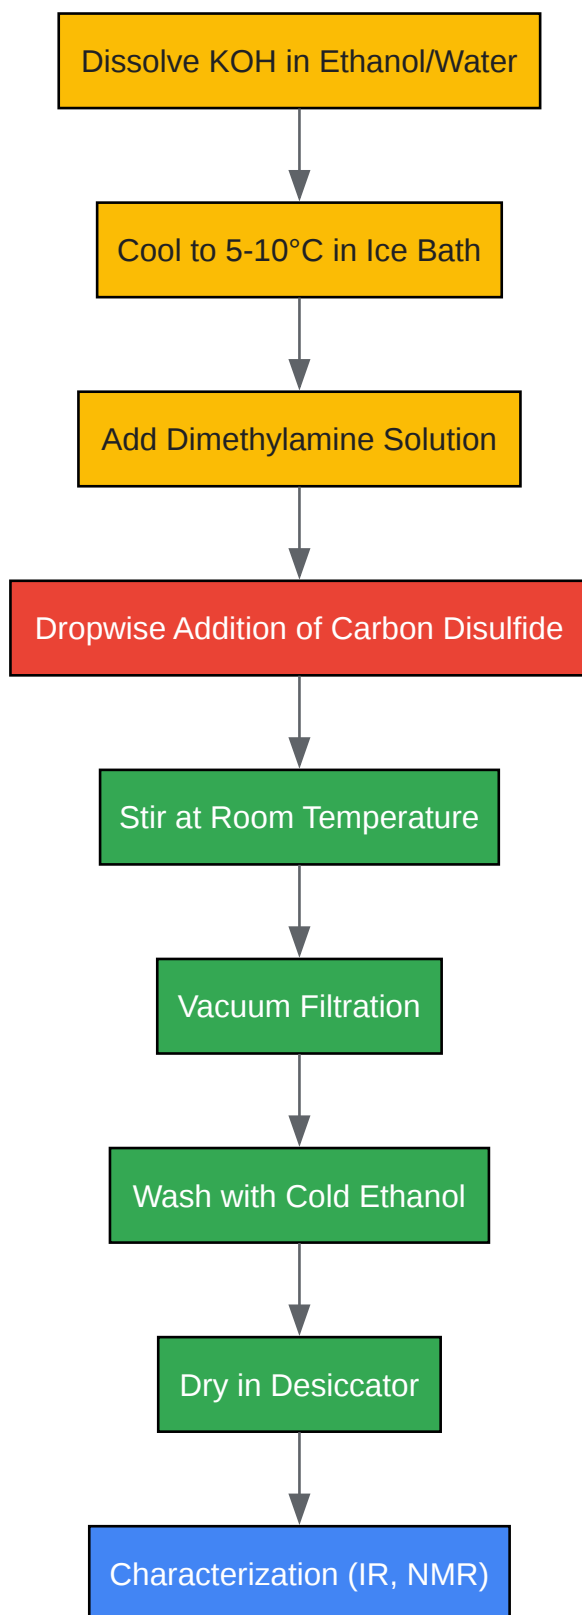 Dissolve KOH in Ethanol/Water
Cool to 5-10°C in Ice Bath
Add Dimethylamine Solution
Dropwise Addition of Carbon Disulfide
Stir at Room Temperature
Vacuum Filtration
Wash with Cold Ethanol
Dry in Desiccator
Characterization (IR, NMR)